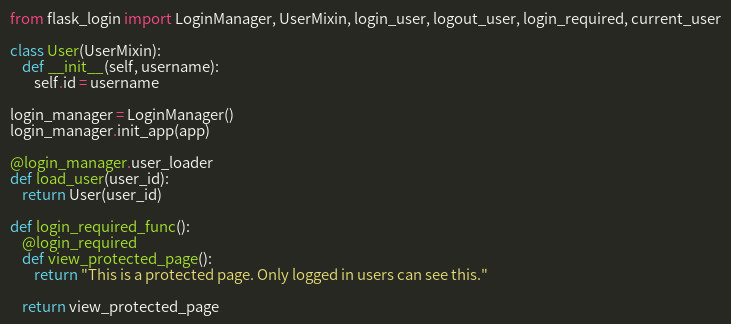 from flask_login import LoginManager, UserMixin, login_user, logout_user, login_required, current_user

class User(UserMixin):
    def __init__(self, username):
        self.id = username

login_manager = LoginManager()
login_manager.init_app(app)

@login_manager.user_loader
def load_user(user_id):
    return User(user_id)

def login_required_func():
    @login_required
    def view_protected_page():
        return "This is a protected page. Only logged in users can see this."

    return view_protected_page